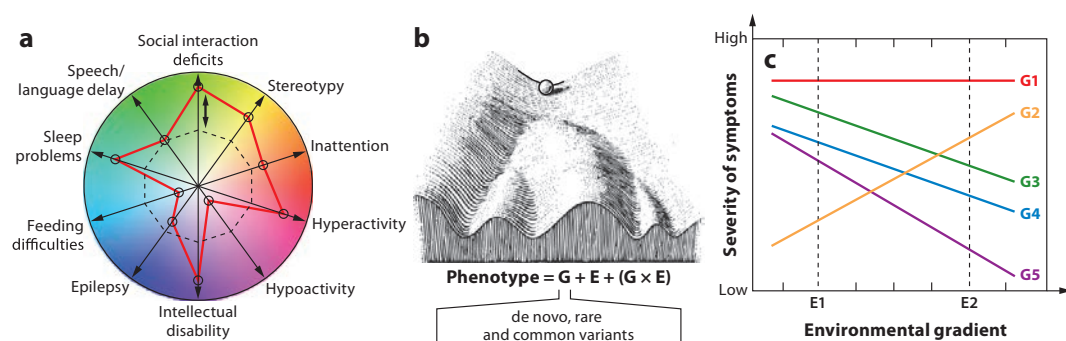 a
Social interaction
deficits
Speech/
language delay
Stereotypy
Sleep
problems
Inattention
Feeding
difficulties
Hyperactivity
Epilepsy
Hypoactivity
Intellectual
disability
b
Phenotype = G + E + (G × E)
de novo, rare
and common variants
c
High
Severity of symptoms
Low
G1
G2
G3
G4
G5
E1
E2
Environmental gradient